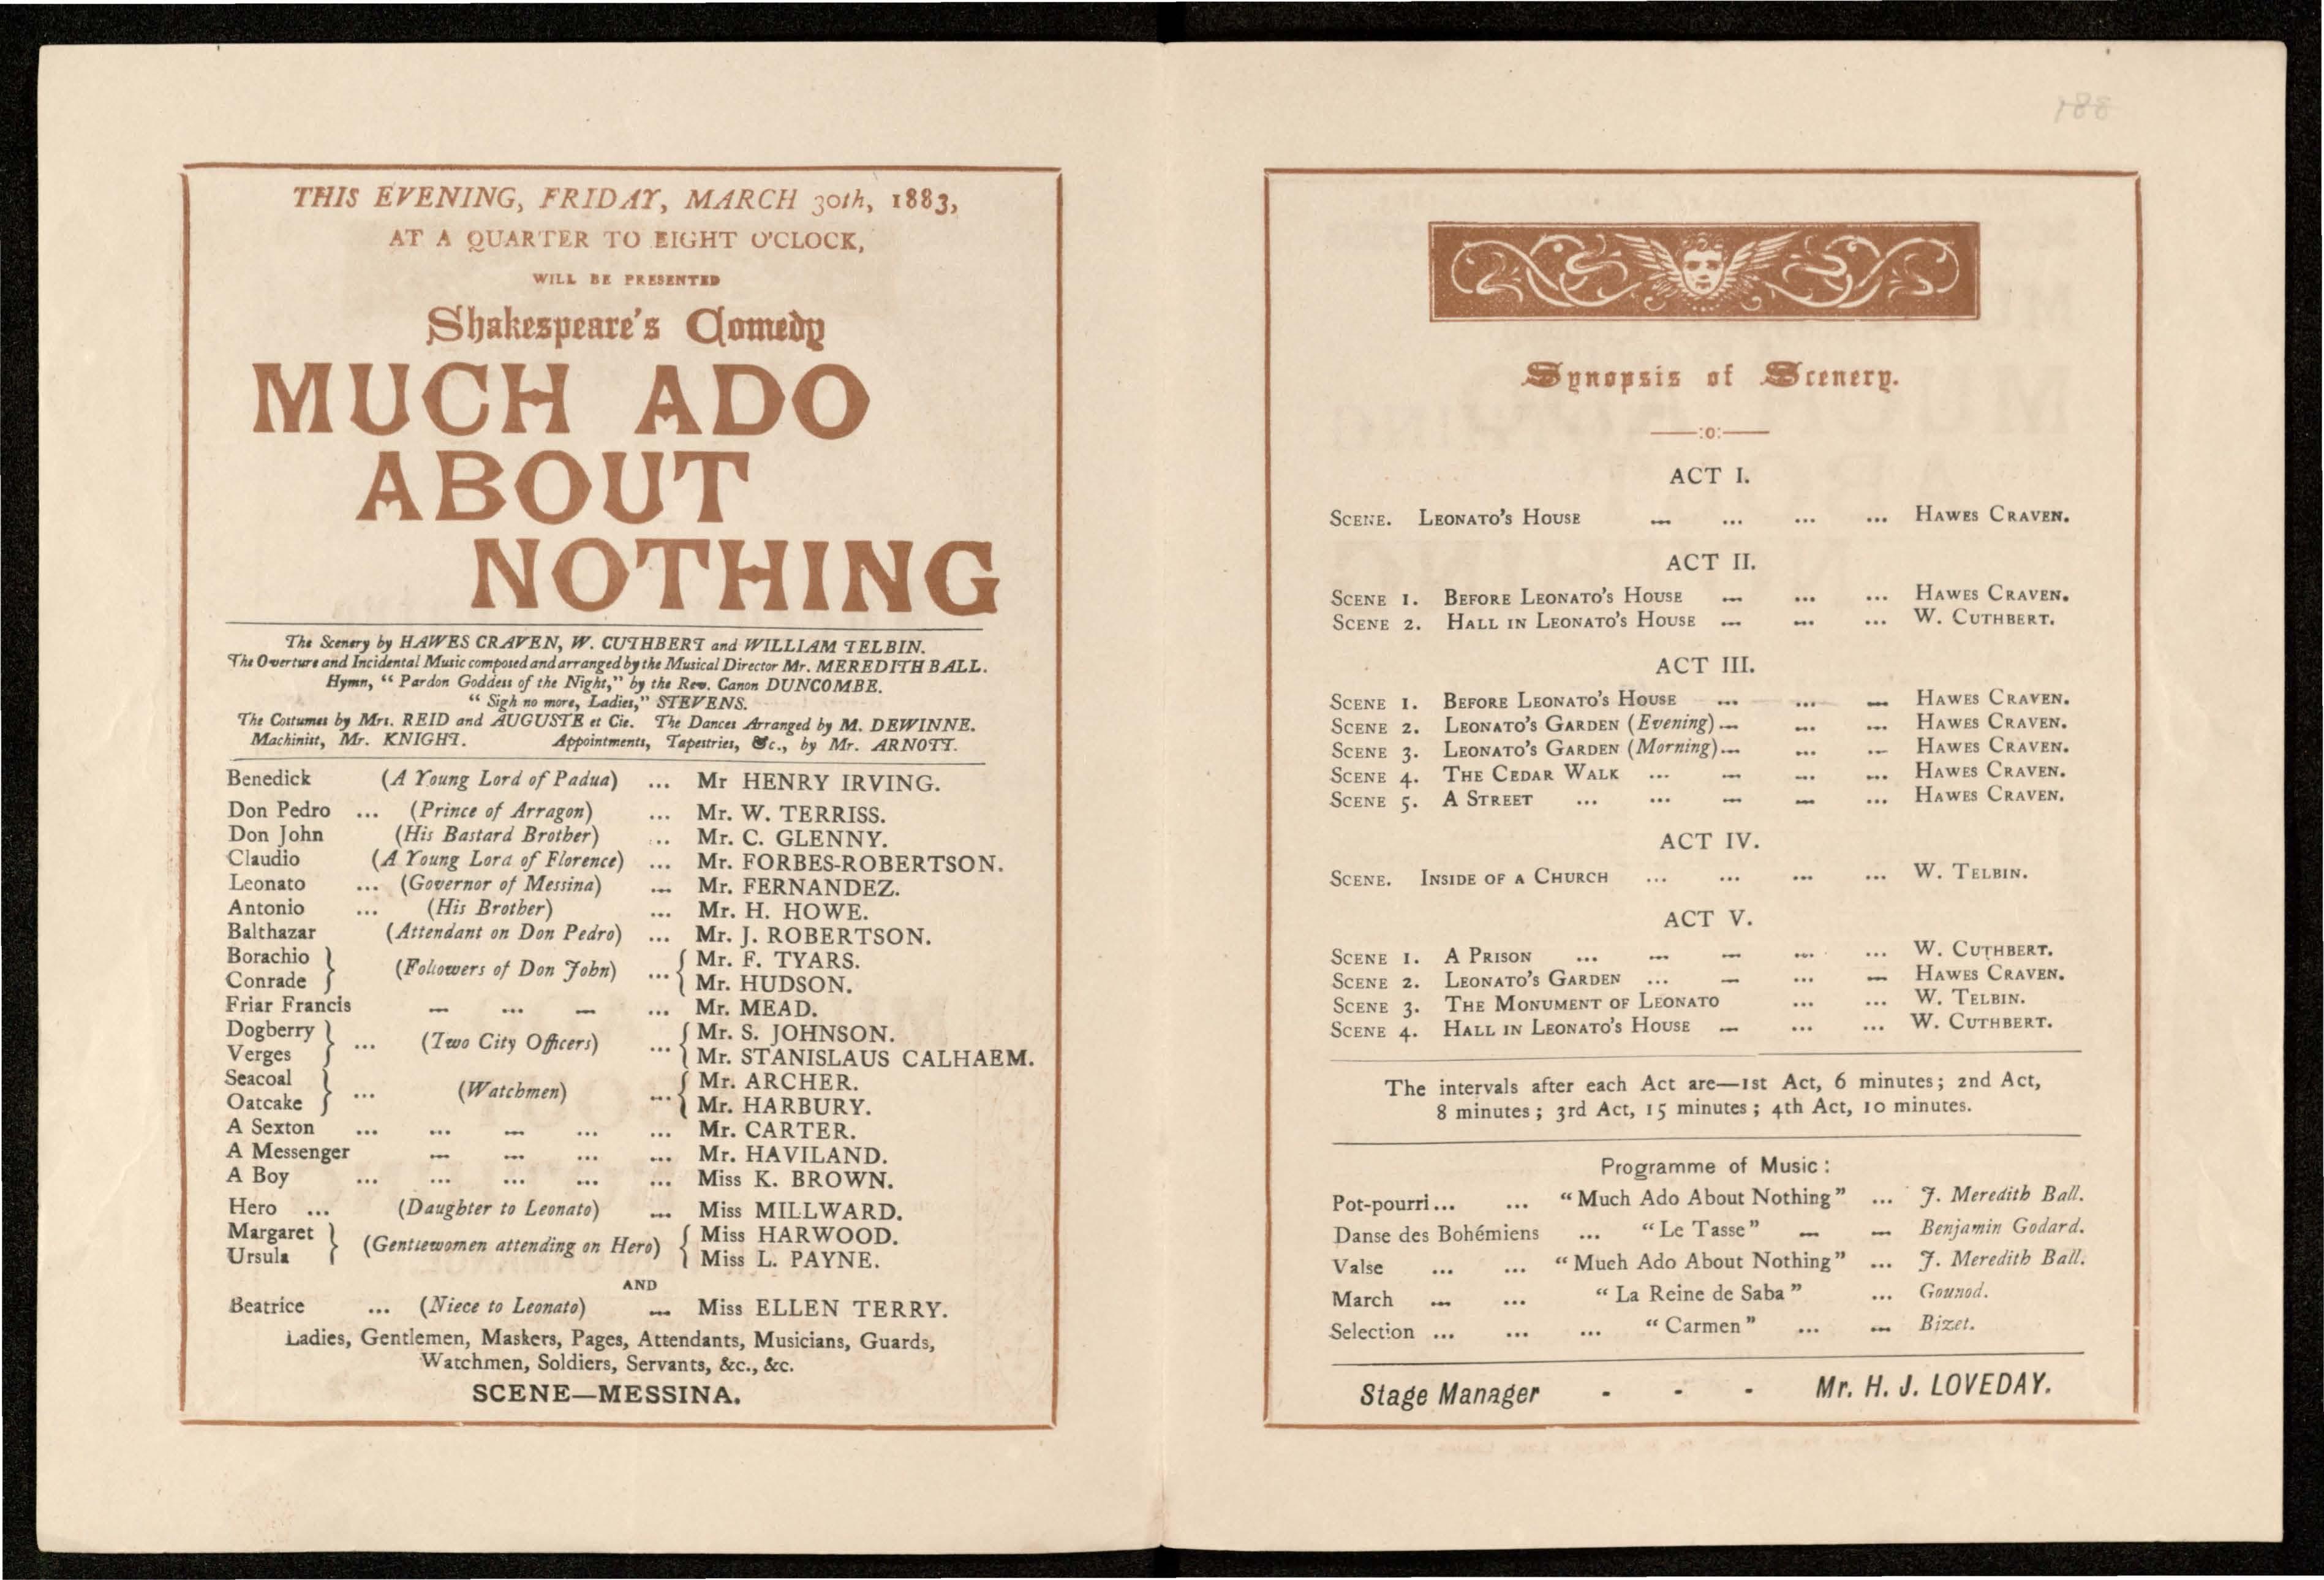 THIS EVENING, FRIDAY, MARCH 30th, 1883,
AT A QUARTER TO EIGHT O'CLOCK,
WILL BE PRESENTED
Shakespeare's Comedy
MUCH ADO
ABOUT
NOTHING
The Scenery by HAWES CRAVEN, W. CUTHBERT and WILLIAM TELBIN.
The Overture and Incidental Music composed and arranged by the Musical Director Mr. MEREDITH BALL.
Hymn, “Pardon Goddess of the Night,” by the Rev. Canon DUNCOMBE.
“Sigh no more, Ladies,” STEVENS.
The Costumes by Mrs. REID and AUGUSTE et Cie. The Dances Arranged by M. DEWINNE.
Machinist, Mr. KNIGHT. Appointments, Tapestries, &c., by Mr. ARNOTT.
Benedick (A Young Lord of Padua) ... Mr HENRY IRVING.
Don Pedro ... (Prince of Arragon) ... Mr. W. TERRISS.
Don John (His Bastard Brother) ... Mr. C. GLENNY.
Claudio (A Young Lord of Florence) ... Mr. FORBES-ROBERTSON.
Leonato ... (Governor of Messina) ... Mr. FERNANDEZ.
Antonio ... (His Brother) ... Mr. H. HOWE.
Balthazar (Attendant on Don Pedro) ... Mr. J. ROBERTSON.
Borachio } (Followers of Don John) ... { Mr. F. TYARS.
Conrade } { Mr. HUDSON.
Friar Francis ... ... ... ... Mr. MEAD.
Dogberry } ... (Two City Officers) ... { Mr. S. JOHNSON.
Verges } { Mr. STANISLAUS CALHAEM.
Seacoal } ... (Watchmen) ... { Mr. ARCHER.
Oatcake } { Mr. HARBURY.
A Sexton ... ... ... ... ... Mr. CARTER.
A Messenger ... ... ... ... Mr. HAVILAND.
A Boy ... ... ... ... ... Miss K. BROWN.
Hero ... (Daughter to Leonato) ... Miss MILLWARD.
Margaret } (Gentlewomen attending on Hero) { Miss HARWOOD.
Ursula } { Miss L. PAYNE.
AND
Beatrice ... (Niece to Leonato) ... Miss ELLEN TERRY.
Ladies, Gentlemen, Maskers, Pages, Attendants, Musicians, Guards,
Watchmen, Soldiers, Servants, &c., &c.
SCENE—MESSINA.
188
Synopsis of Scenery.
——:o:——
ACT I.
SCENE. LEONATO'S HOUSE ... ... ... ... HAWES CRAVEN.
ACT II.
SCENE 1. BEFORE LEONATO'S HOUSE ... ... ... HAWES CRAVEN.
SCENE 2. HALL IN LEONATO'S HOUSE ... ... ... W. CUTHBERT.
ACT III.
SCENE 1. BEFORE LEONATO'S HOUSE ... ... ... HAWES CRAVEN.
SCENE 2. LEONATO'S GARDEN (Evening)... ... ... HAWES CRAVEN.
SCENE 3. LEONATO'S GARDEN (Morning)... ... ... HAWES CRAVEN.
SCENE 4. THE CEDAR WALK ... ... ... ... HAWES CRAVEN.
SCENE 5. A STREET ... ... ... ... ... HAWES CRAVEN.
ACT IV.
SCENE. INSIDE OF A CHURCH ... ... ... ... W. TELBIN.
ACT V.
SCENE 1. A PRISON ... ... ... ... ... W. CUTHBERT.
SCENE 2. LEONATO'S GARDEN ... ... ... ... HAWES CRAVEN.
SCENE 3. THE MONUMENT OF LEONATO ... ... W. TELBIN.
SCENE 4. HALL IN LEONATO'S HOUSE ... ... ... W. CUTHBERT.
The intervals after each Act are—1st Act, 6 minutes; 2nd Act,
8 minutes; 3rd Act, 15 minutes; 4th Act, 10 minutes.
Programme of Music:
Pot-pourri... ... “Much Ado About Nothing” ... J. Meredith Ball.
Danse des Bohémiens ... “Le Tasse” ... ... Benjamin Godard.
Valse ... ... “Much Ado About Nothing” ... J. Meredith Ball.
March ... ... “La Reine de Saba” ... Gounod.
Selection ... ... ... “Carmen” ... ... Bizet.
Stage Manager - - - Mr. H. J. LOVEDAY.